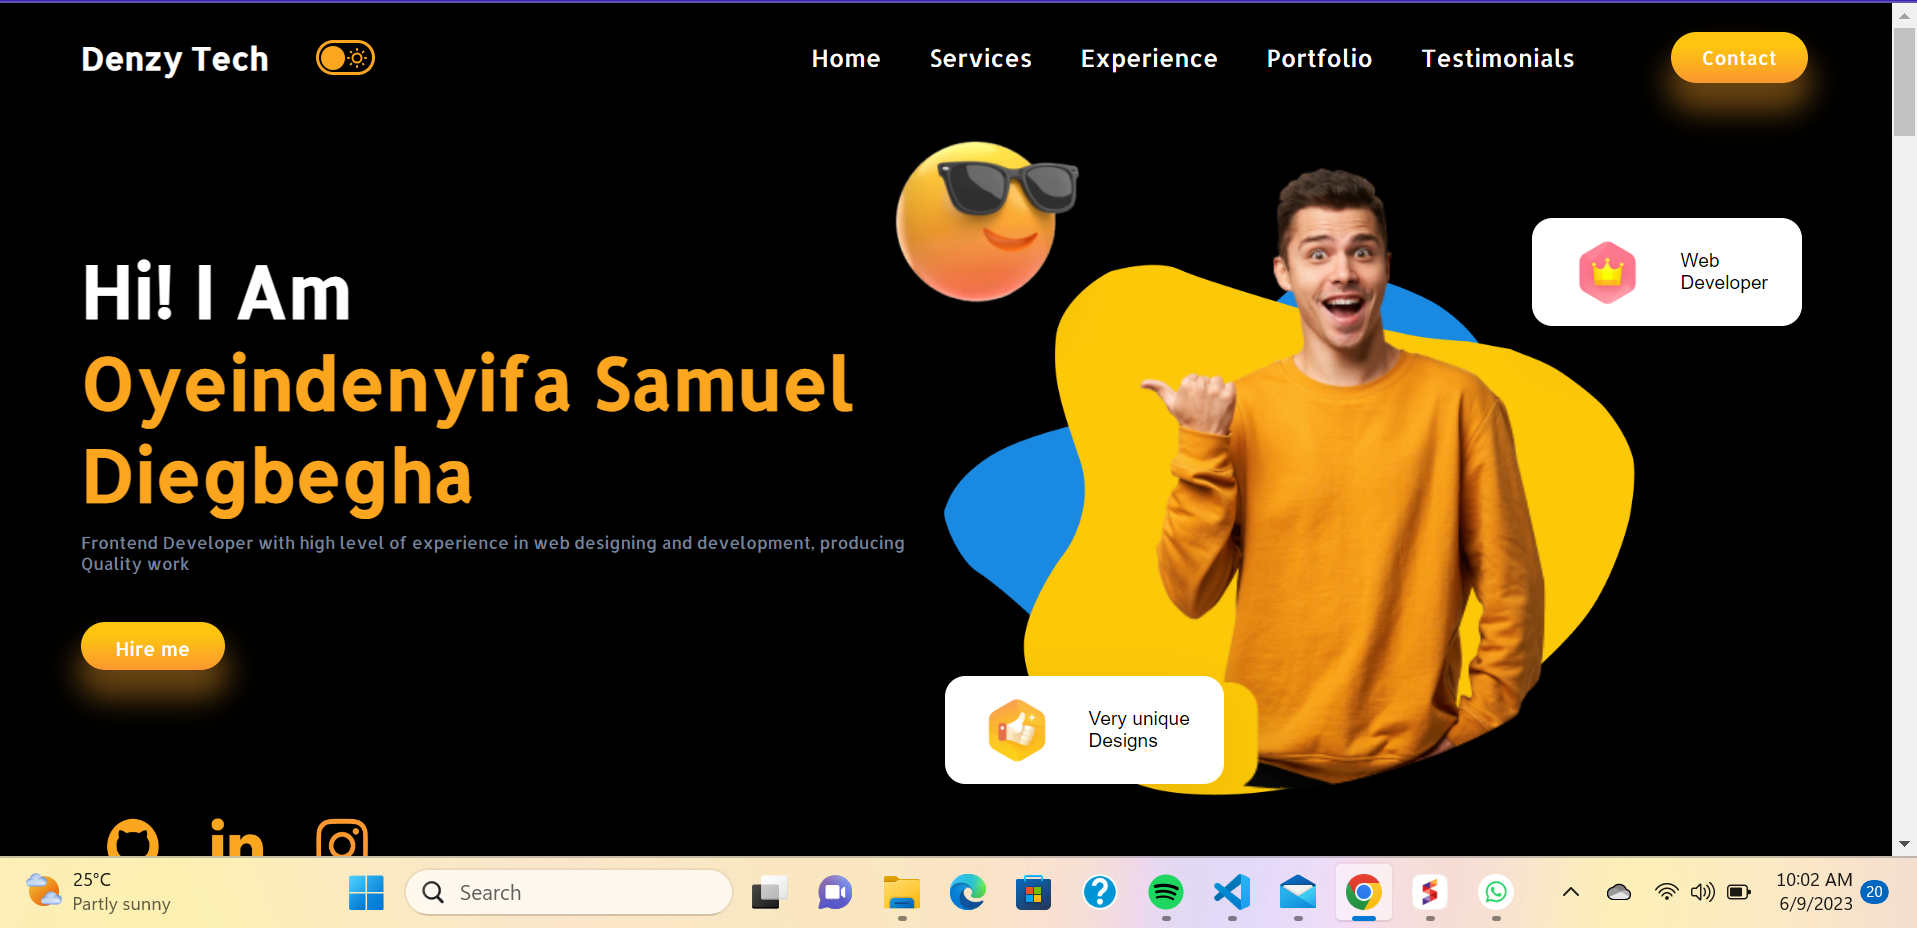 Denzy Tech
Home Services Experience Portfolio Testimonials Contact
Hi! I Am
Oyeindenyifa Samuel
Diegbegha
Frontend Developer with high level of experience in web designing and development, producing
Quality work
Hire me
Web
Developer
Very unique
Designs
in
25°C
Partly sunny
Search
10:02 AM
6/9/2023
20